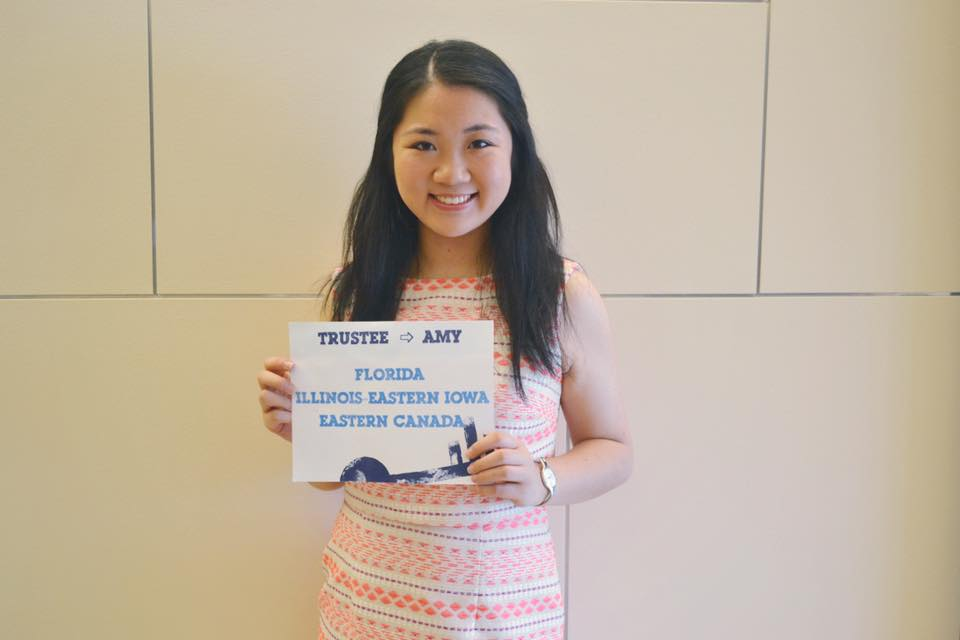 TRUSTEE ⇨ AMY
FLORIDA
ILLINOIS-EASTERN IOWA
EASTERN CANADA